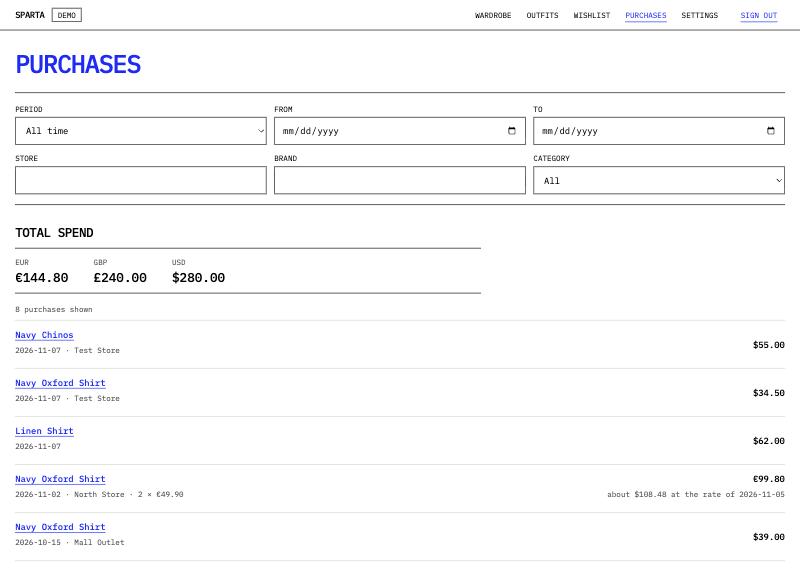 SPARTA DEMO WARDROBE OUTFITS WISHLIST PURCHASES SETTINGS SIGN OUT
PURCHASES
PERIOD FROM TO
All time mm/dd/yyyy mm/dd/yyyy
STORE BRAND CATEGORY
All
TOTAL SPEND
EUR GBP USD
€144.80 £240.00 $280.00
8 purchases shown
Navy Chinos
2026-11-07 · Test Store $55.00
Navy Oxford Shirt
2026-11-07 · Test Store $34.50
Linen Shirt
2026-11-07 $62.00
Navy Oxford Shirt €99.80
2026-11-02 · North Store · 2 × €49.90 about $108.48 at the rate of 2026-11-05
Navy Oxford Shirt
2026-10-15 · Mall Outlet $39.00